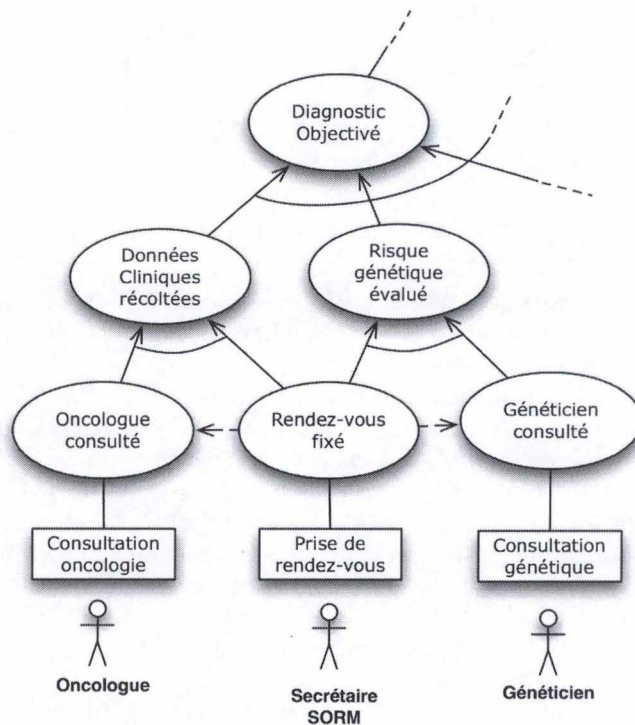 Diagnostic
Objectivé
Données
Cliniques
récoltées
Risque
génétique
évalué
Oncologue
consulté
Rendez-vous
fixé
Généticien
consulté
Consultation
oncologie
Prise de
rendez-vous
Consultation
génétique
Oncologue
Secrétaire
SORM
Généticien